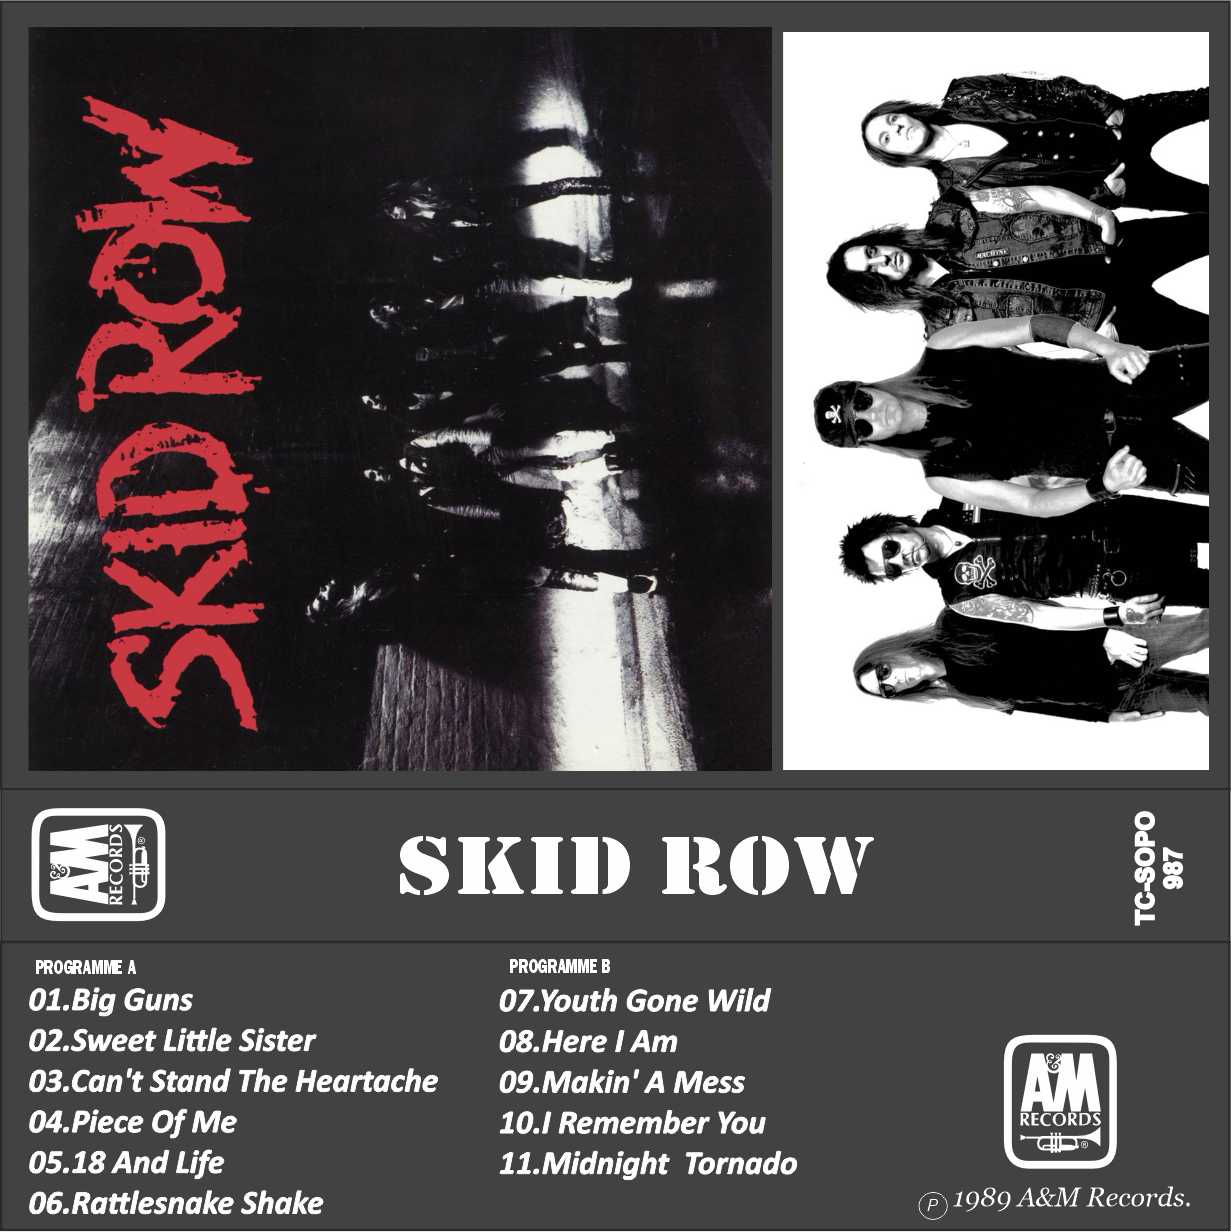 SKID ROW
MACHINE
A&M
RECORDS
®
SKID ROW
TC-SOPO
987
PROGRAMME A
01.Big Guns
02.Sweet Little Sister
03.Can't Stand The Heartache
04.Piece Of Me
05.18 And Life
06.Rattlesnake Shake
PROGRAMME B
07.Youth Gone Wild
08.Here I Am
09.Makin' A Mess
10.I Remember You
11.Midnight Tornado
A&M
RECORDS
®
Ⓟ 1989 A&M Records.